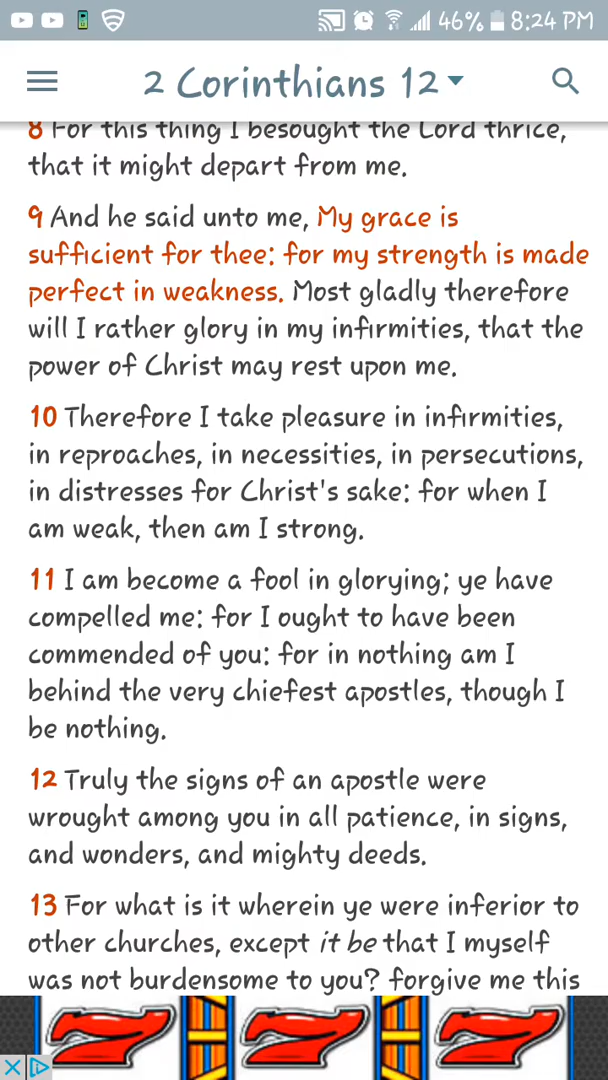 46% 8:24 PM
2 Corinthians 12
8 For this thing I besought the Lord thrice,
that it might depart from me.
9 And he said unto me, My grace is
sufficient for thee: for my strength is made
perfect in weakness. Most gladly therefore
will I rather glory in my infirmities, that the
power of Christ may rest upon me.
10 Therefore I take pleasure in infirmities,
in reproaches, in necessities, in persecutions,
in distresses for Christ's sake: for when I
am weak, then am I strong.
11 I am become a fool in glorying; ye have
compelled me: for I ought to have been
commended of you: for in nothing am I
behind the very chiefest apostles, though I
be nothing.
12 Truly the signs of an apostle were
wrought among you in all patience, in signs,
and wonders, and mighty deeds.
13 For what is it wherein ye were inferior to
other churches, except it be that I myself
was not burdensome to you? forgive me this
7 7 7